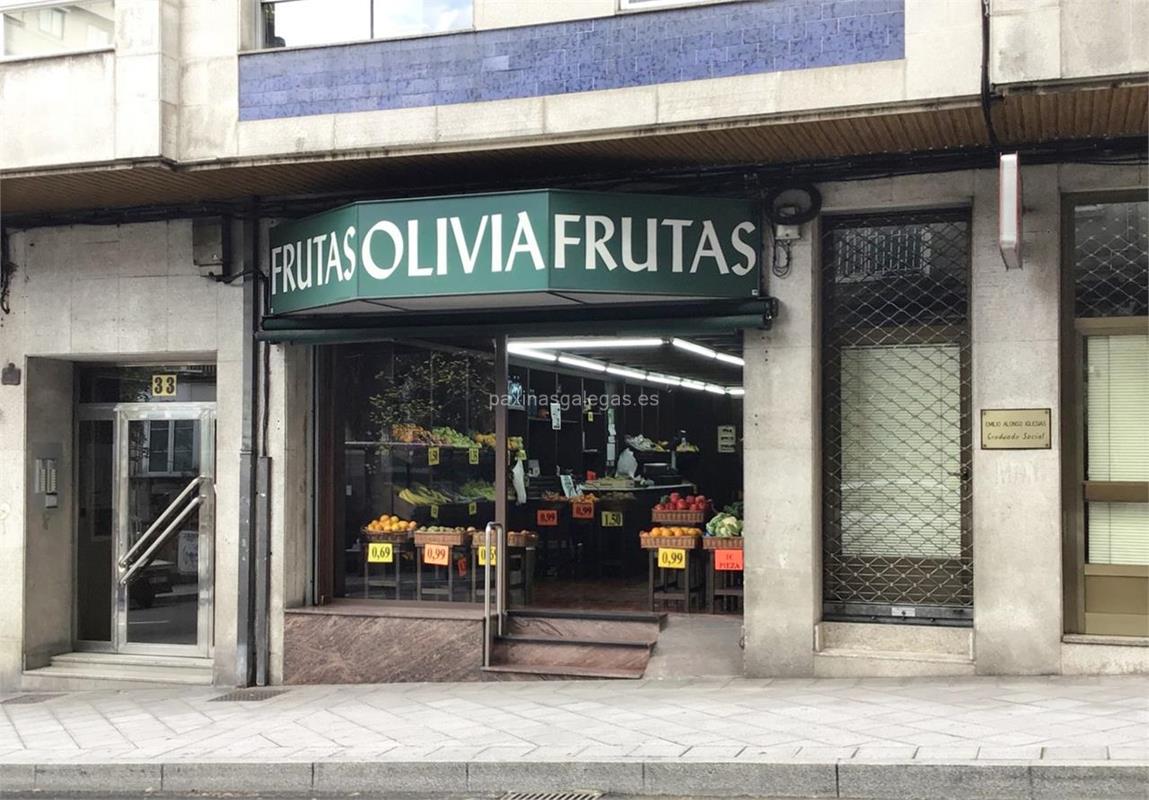 FRUTAS OLIVIA FRUTAS
paxinasgalegas.es
33
EMILIO ALONSO IGLESIAS
Graduado Social
0,99
0,99
1,50
0,69
0,99
0,99
1€
PIEZA